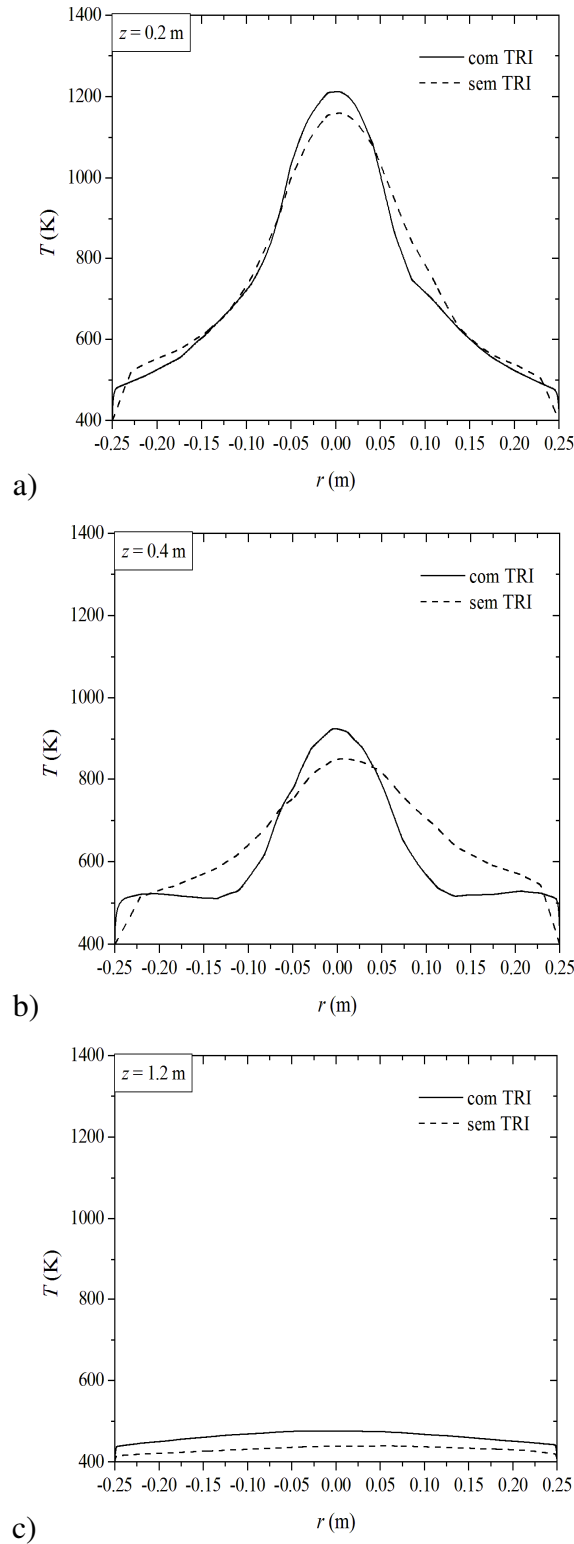 1400
z = 0.2 m
com TRI
sem TRI
1200
1000
T (K)
800
600
400
-0.25 -0.20 -0.15 -0.10 -0.05 0.00 0.05 0.10 0.15 0.20 0.25
r (m)
a)
1400
z = 0.4 m
com TRI
sem TRI
1200
1000
T (K)
800
600
400
-0.25 -0.20 -0.15 -0.10 -0.05 0.00 0.05 0.10 0.15 0.20 0.25
r (m)
b)
1400
z = 1.2 m
com TRI
sem TRI
1200
1000
T (K)
800
600
400
-0.25 -0.20 -0.15 -0.10 -0.05 0.00 0.05 0.10 0.15 0.20 0.25
r (m)
c)